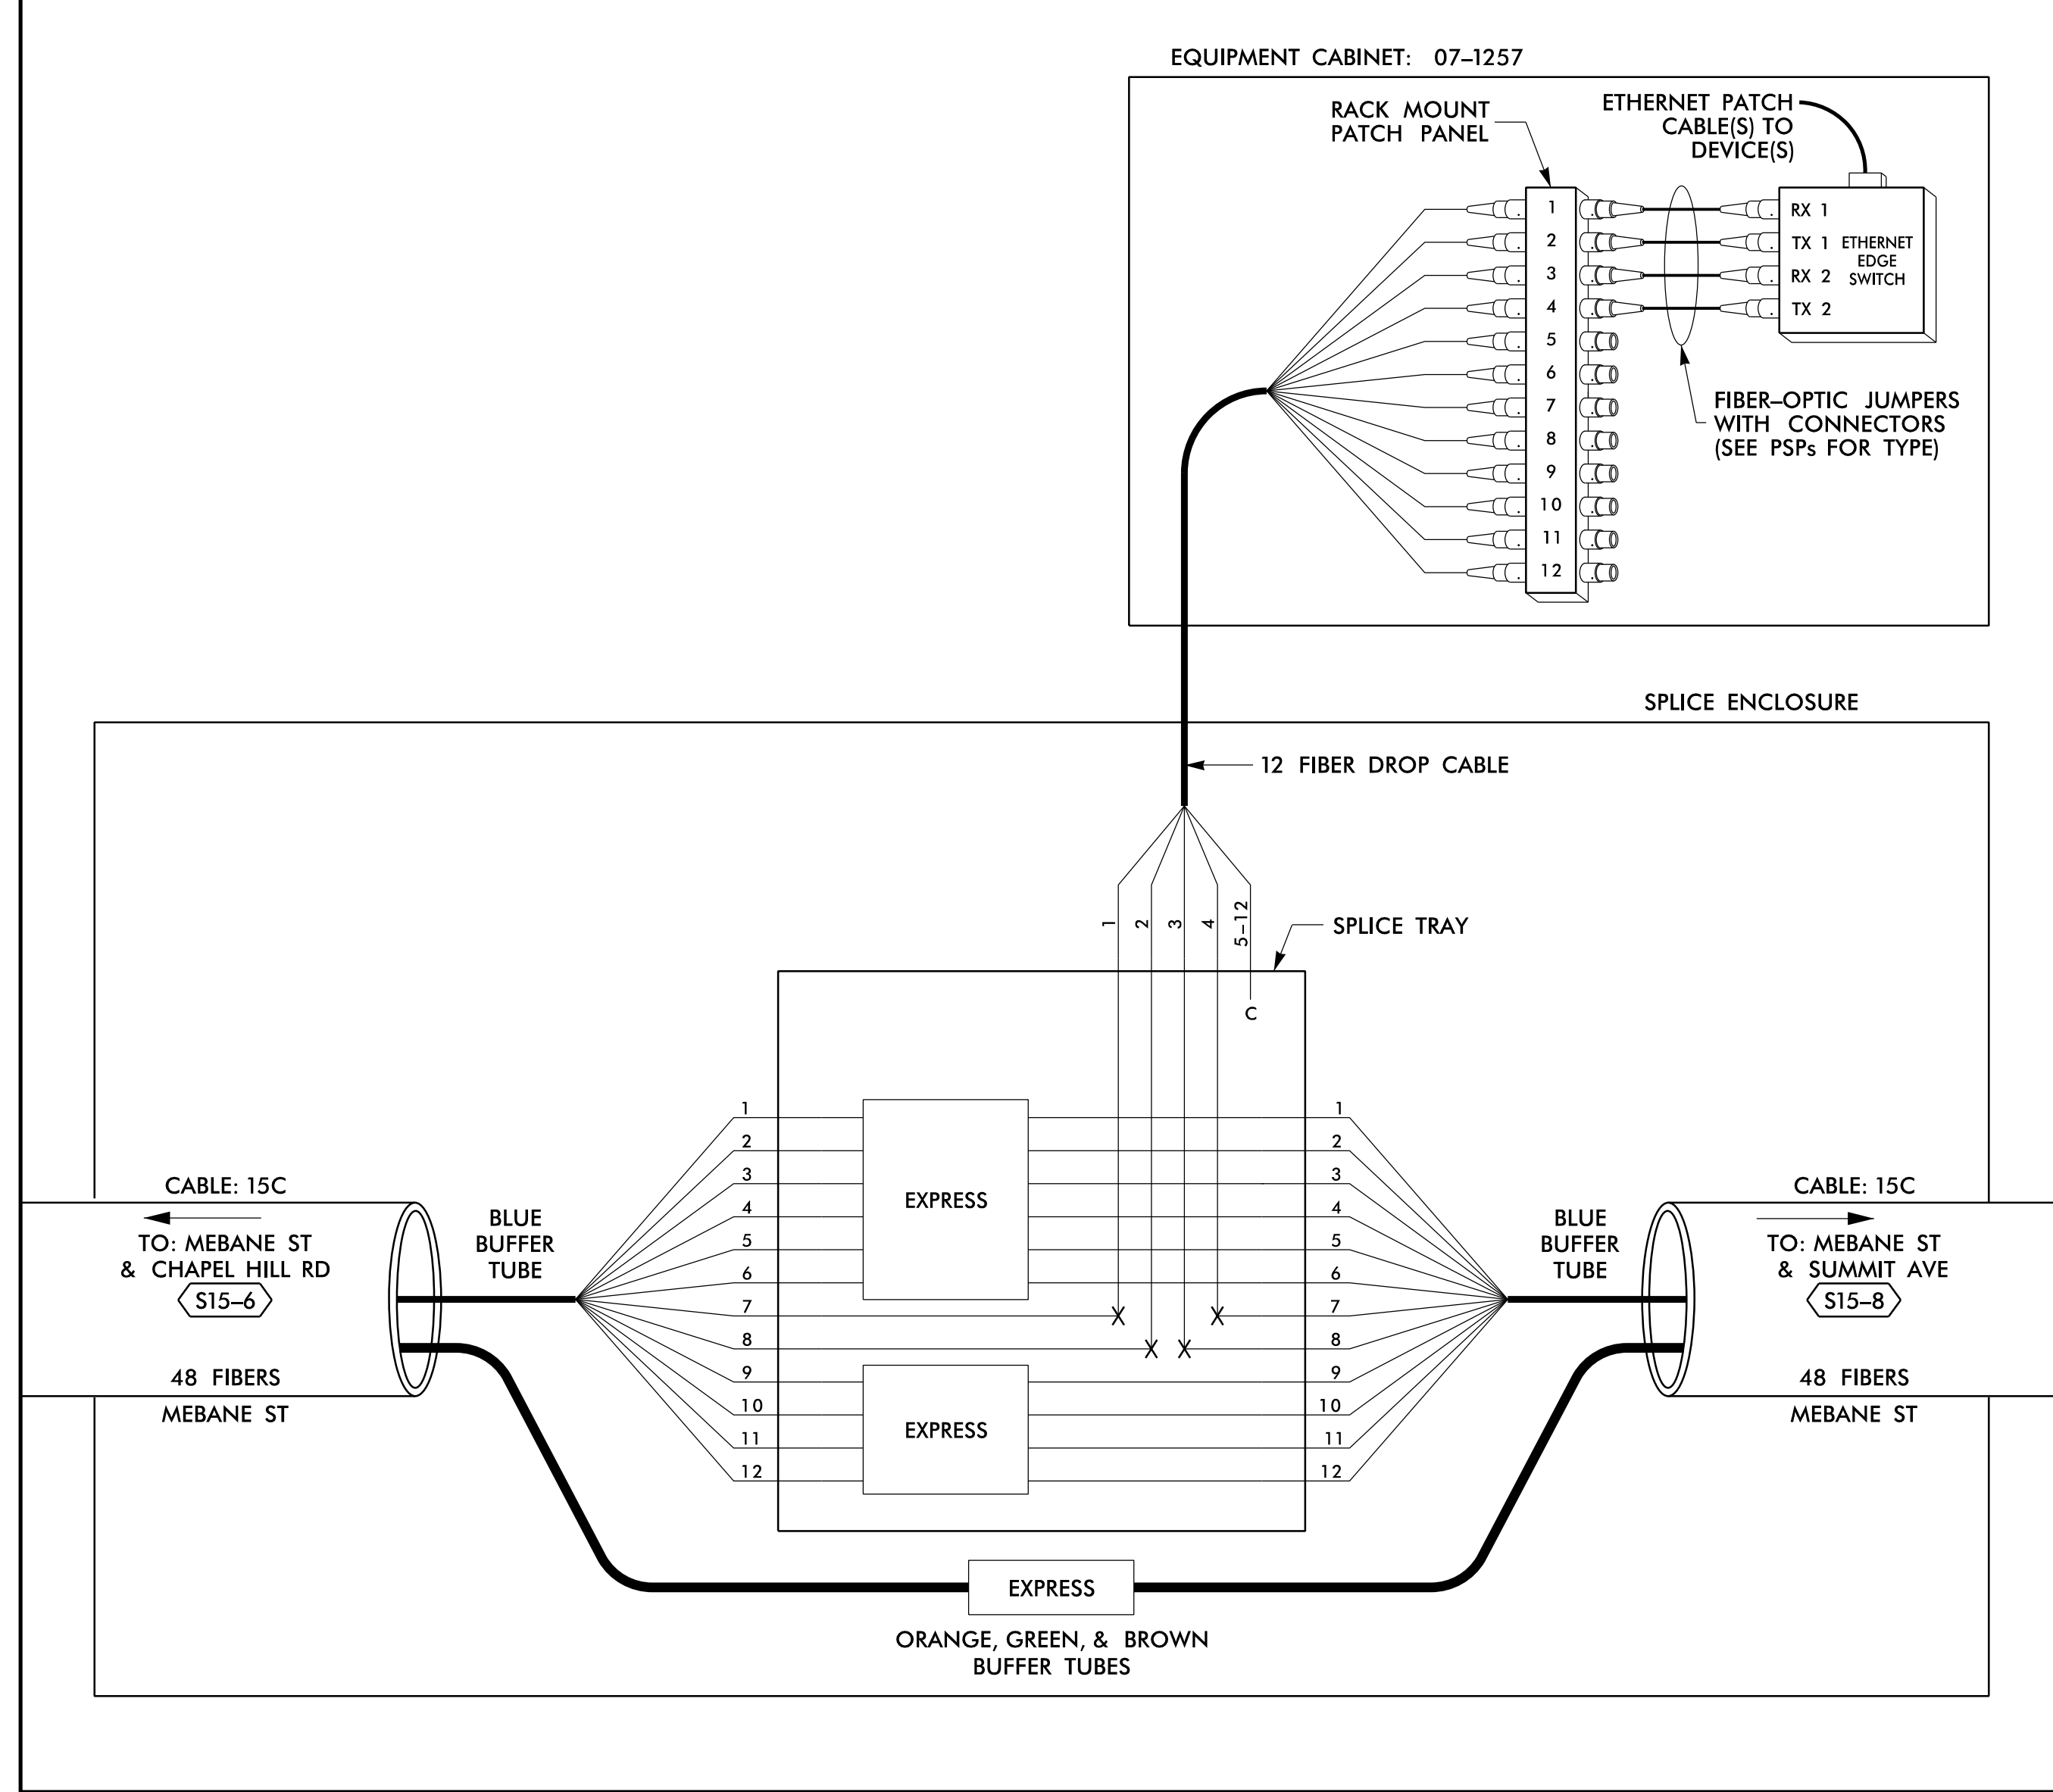 EQUIPMENT CABINET: 07–1257
RACK MOUNT
PATCH PANEL
ETHERNET PATCH
CABLE(S) TO
DEVICE(S)
1
2
3
4
5
6
7
8
9
10
11
12
RX 1
TX 1
RX 2
TX 2
ETHERNET
EDGE
SWITCH
FIBER–OPTIC JUMPERS
WITH CONNECTORS
(SEE PSPs FOR TYPE)
SPLICE ENCLOSURE
12 FIBER DROP CABLE
1
2
3
4
5–12
SPLICE TRAY
C
CABLE: 15C
TO: MEBANE ST
& CHAPEL HILL RD
S15–6
48 FIBERS
MEBANE ST
BLUE
BUFFER
TUBE
1
2
3
4
5
6
7
8
9
10
11
12
EXPRESS
EXPRESS
1
2
3
4
5
6
7
8
9
10
11
12
BLUE
BUFFER
TUBE
CABLE: 15C
TO: MEBANE ST
& SUMMIT AVE
S15–8
48 FIBERS
MEBANE ST
EXPRESS
ORANGE, GREEN, & BROWN
BUFFER TUBES